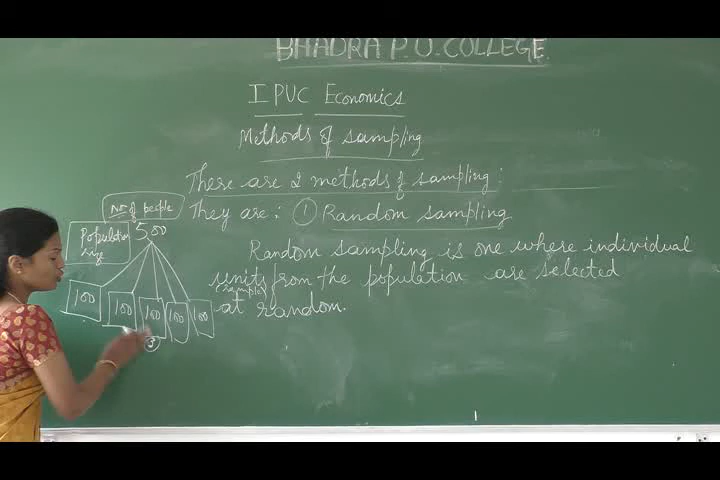 BHADRA P.U.COLLEGE
I PUC Economics
Methods of sampling
There are 2 methods of sampling:
They are: ① Random sampling
Random sampling is one where individual
units from the population are selected
(samples)
at random.
No of people
Population
size
500
100 100 100 100 100